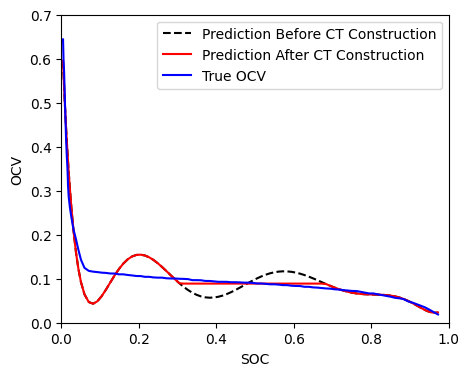 Prediction Before CT Construction
Prediction After CT Construction
True OCV
0.7
0.6
0.5
0.4
0.3
0.2
0.1
0.0
OCV
0.0 0.2 0.4 0.6 0.8 1.0
SOC